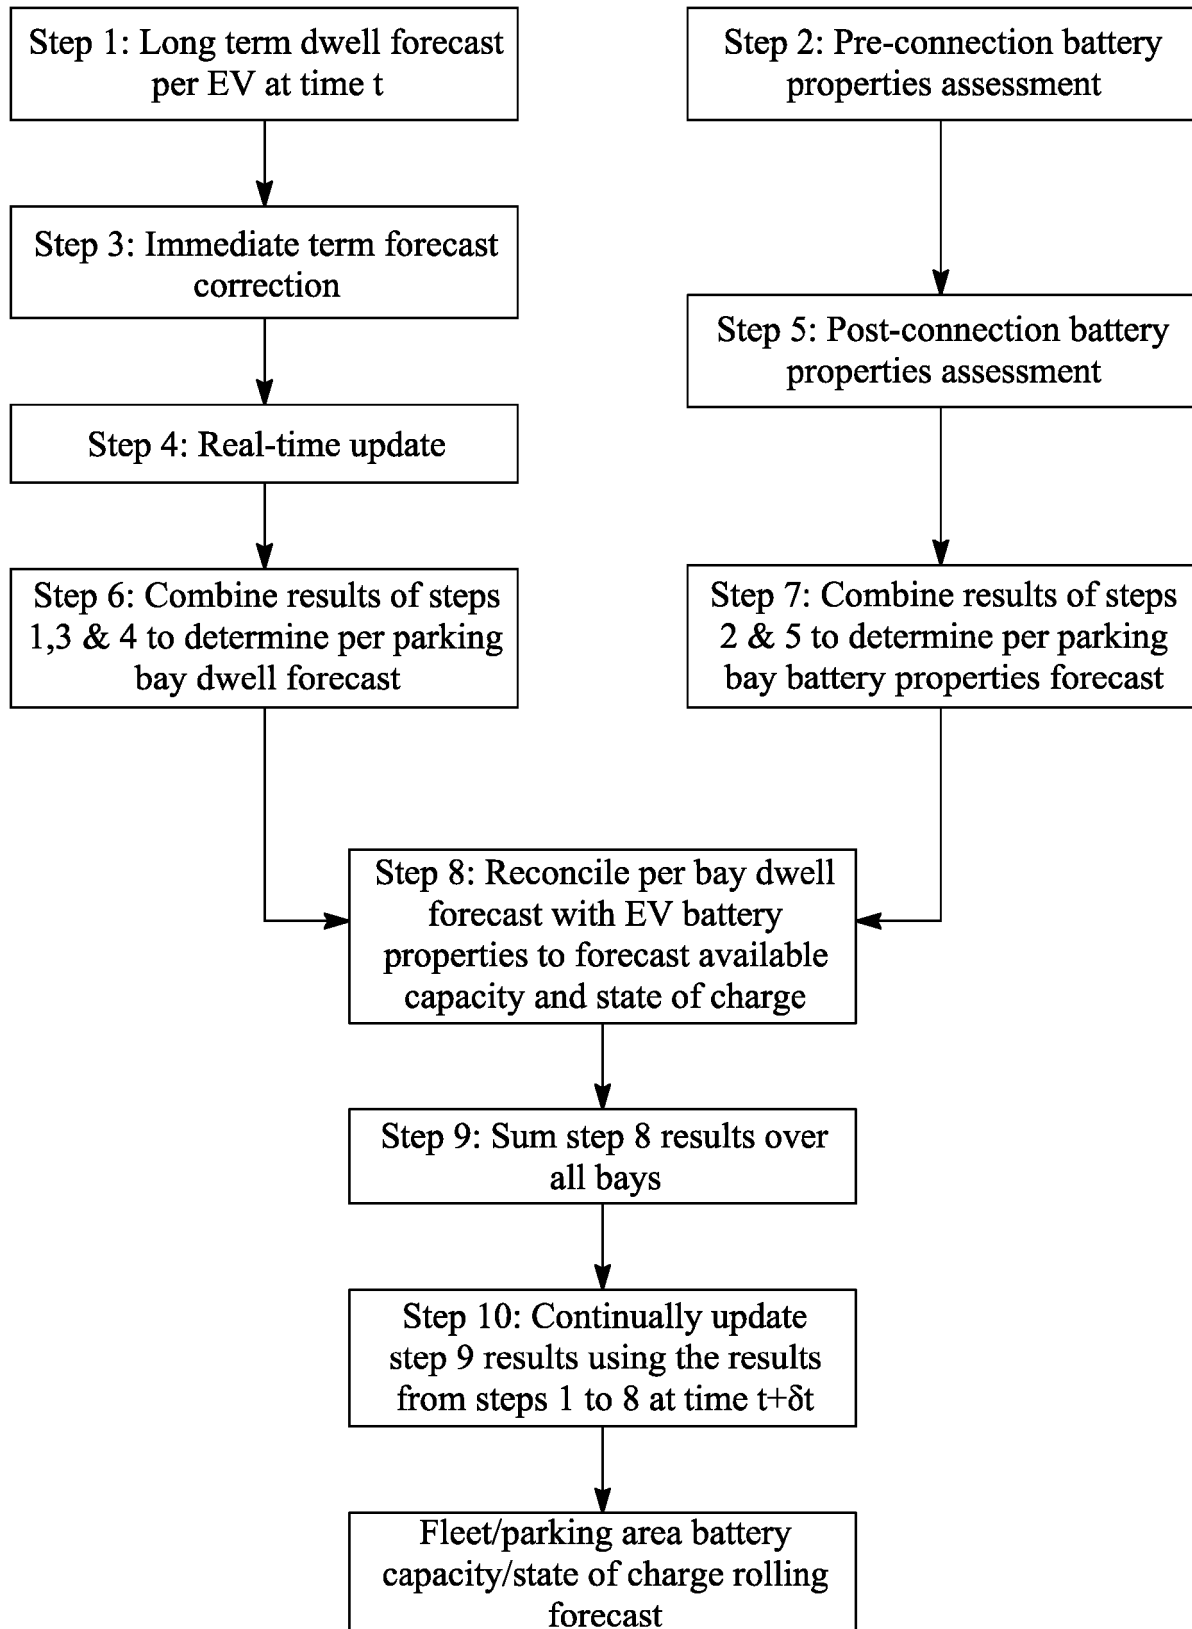 Step 1: Long term dwell forecast
per EV at time t
Step 2: Pre-connection battery
properties assessment
Step 3: Immediate term forecast
correction
Step 5: Post-connection battery
properties assessment
Step 4: Real-time update
Step 6: Combine results of steps
1,3 & 4 to determine per parking
bay dwell forecast
Step 7: Combine results of steps
2 & 5 to determine per parking
bay battery properties forecast
Step 8: Reconcile per bay dwell
forecast with EV battery
properties to forecast available
capacity and state of charge
Step 9: Sum step 8 results over
all bays
Step 10: Continually update
step 9 results using the results
from steps 1 to 8 at time t+δt
Fleet/parking area battery
capacity/state of charge rolling
forecast